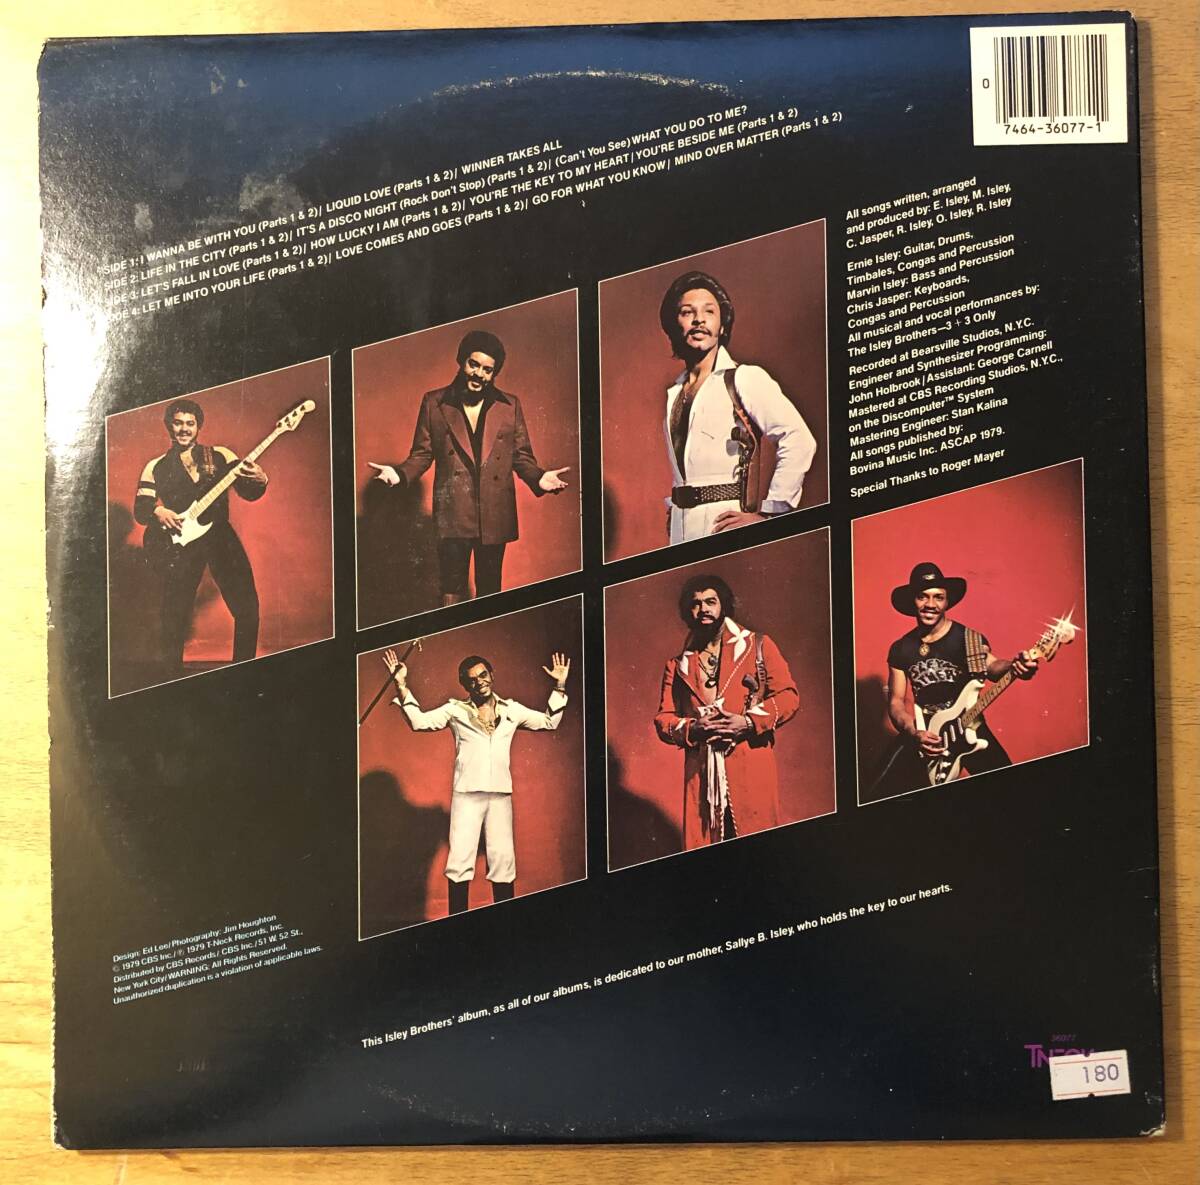 SIDE 1: I WANNA BE WITH YOU (Parts 1 & 2)/ LIQUID LOVE (Parts 1 & 2)/ WINNER TAKES ALL
SIDE 2: LIFE IN THE CITY (Parts 1 & 2)/ IT'S A DISCO NIGHT (Rock Don't Stop) (Parts 1 & 2)/ (Can't You See) WHAT YOU DO TO ME?
SIDE 3: LET'S FALL IN LOVE (Parts 1 & 2)/ HOW LUCKY I AM (Parts 1 & 2)/ YOU'RE THE KEY TO MY HEART/ YOU'RE BESIDE ME (Parts 1 & 2)
SIDE 4: LET ME INTO YOUR LIFE (Parts 1 & 2)/ LOVE COMES AND GOES (Parts 1 & 2)/ GO FOR WHAT YOU KNOW/ MIND OVER MATTER (Parts 1 & 2)
0
7464-36077-1
All songs written, arranged
and produced by: E. Isley, M. Isley,
C. Jasper, R. Isley, O. Isley, R. Isley
Ernie Isley: Guitar, Drums,
Timbales, Congas and Percussion
Marvin Isley: Bass and Percussion
Chris Jasper: Keyboards,
Congas and Percussion
All musical and vocal performances by:
The Isley Brothers—3 + 3 Only
Recorded at Bearsville Studios, N.Y.C.
Engineer and Synthesizer Programming:
John Holbrook/Assistant: George Carnell
Mastered at CBS Recording Studios, N.Y.C.,
on the Discomputer™ System
Mastering Engineer: Stan Kalina
All songs published by:
Bovina Music Inc. ASCAP 1979.
Special Thanks to Roger Mayer
Design: Ed Lee/Photography: Jim Houghton
© 1979 CBS Inc./℗ 1979 T-Neck Records, Inc.
Distributed by CBS Records/ CBS Inc./51 W. 52 St.,
New York City/WARNING: All Rights Reserved.
Unauthorized duplication is a violation of applicable laws.
This Isley Brothers' album, as all of our albums, is dedicated to our mother, Sallye B. Isley, who holds the key to our hearts.
36077
180